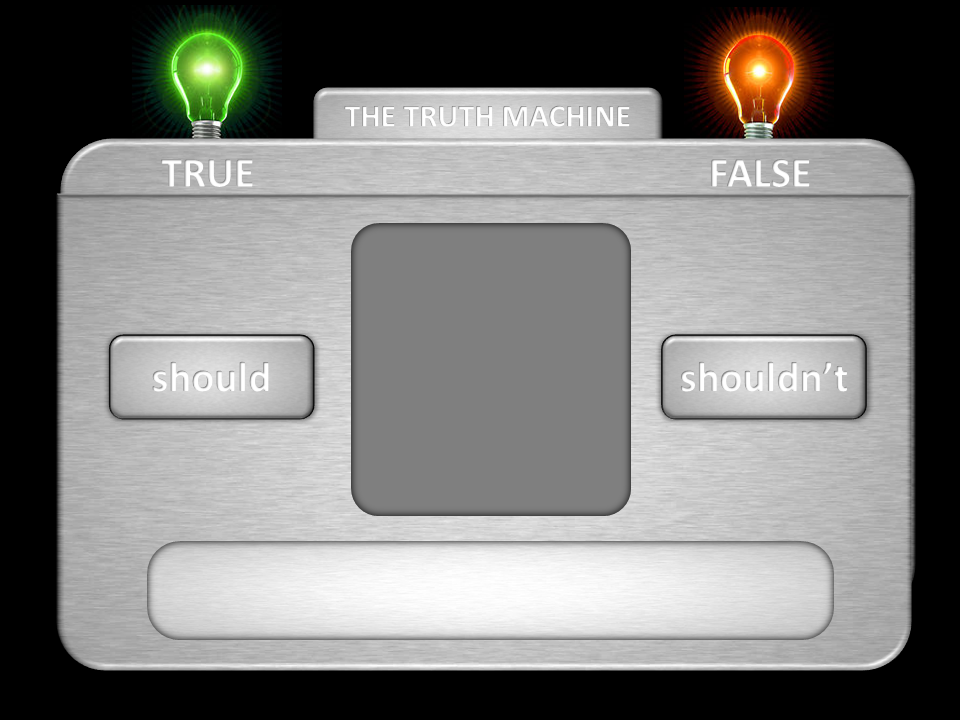 THE TRUTH MACHINE
TRUE
FALSE
should
shouldn’t